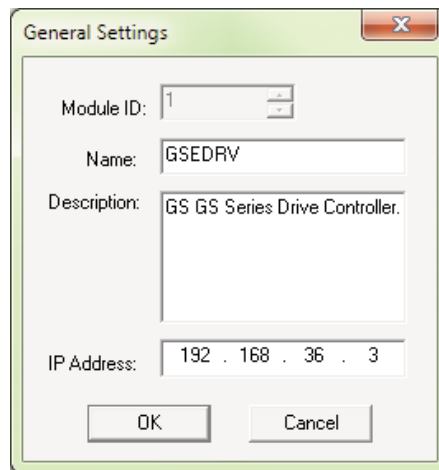 General Settings
Module ID: 1
Name: GSEDRV
Description: GS GS Series Drive Controller.
IP Address: 192 . 168 . 36 . 3
OK Cancel